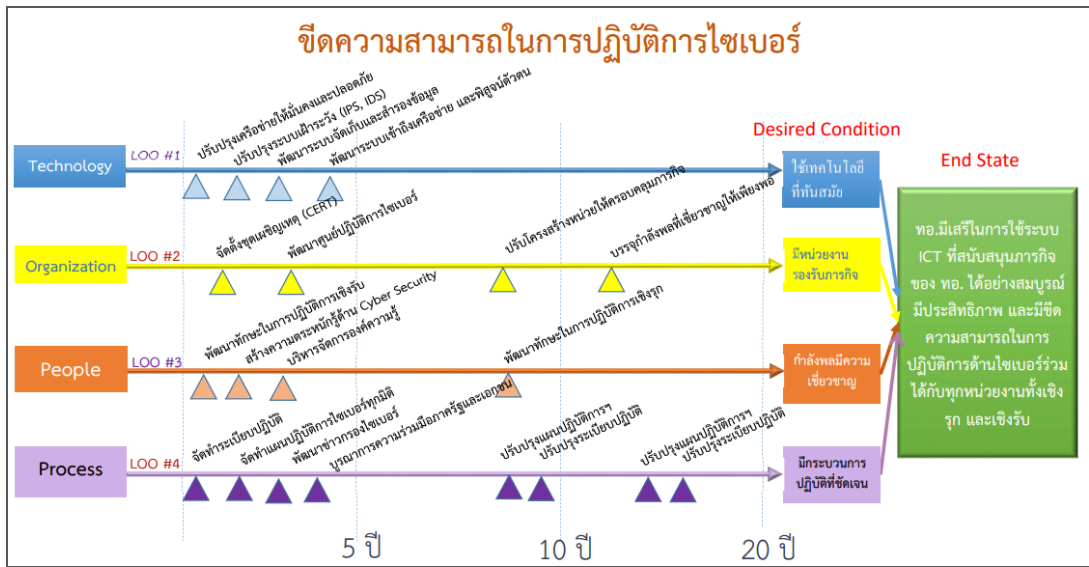 ขีดความสามารถในการปฏิบัติการไซเบอร์
Desired Condition
End State
Technology
LOO #1
ปรับปรุงเครือข่ายให้มั่นคงและปลอดภัย
ปรับปรุงระบบเฝ้าระวัง (IPS, IDS)
พัฒนาระบบจัดเก็บและสำรองข้อมูล
พัฒนาระบบเข้าถึงเครือข่าย และพิสูจน์ตัวตน
ใช้เทคโนโลยี
ที่ทันสมัย
Organization
LOO #2
จัดตั้งชุดเผชิญเหตุ (CERT)
พัฒนาศูนย์ปฏิบัติการไซเบอร์
ปรับโครงสร้างหน่วยให้ครอบคลุมภารกิจ
บรรจุกำลังพลที่เชี่ยวชาญให้เพียงพอ
มีหน่วยงาน
รองรับภารกิจ
People
LOO #3
พัฒนาทักษะในการปฏิบัติการเชิงรับ
สร้างความตระหนักรู้ด้าน Cyber Security
บริหารจัดการองค์ความรู้
พัฒนาทักษะในการปฏิบัติการเชิงรุก
กำลังพลมีความ
เชี่ยวชาญ
Process
LOO #4
จัดทำระเบียบปฏิบัติ
จัดทำแผนปฏิบัติการไซเบอร์ทุกมิติ
พัฒนาข่าวกรองไซเบอร์
บูรณาการความร่วมมือภาครัฐและเอกชน
ปรับปรุงแผนปฏิบัติการฯ
ปรับปรุงระเบียบปฏิบัติ
ปรับปรุงแผนปฏิบัติการฯ
ปรับปรุงระเบียบปฏิบัติ
มีกระบวนการ
ปฏิบัติที่ชัดเจน
ทอ.มีเสรีในการใช้ระบบ
ICT ที่สนับสนุนภารกิจ
ของ ทอ. ได้อย่างสมบูรณ์
มีประสิทธิภาพ และมีขีด
ความสามารถในการ
ปฏิบัติการด้านไซเบอร์ร่วม
ได้กับทุกหน่วยงานทั้งเชิง
รุก และเชิงรับ
5 ปี
10 ปี
20 ปี